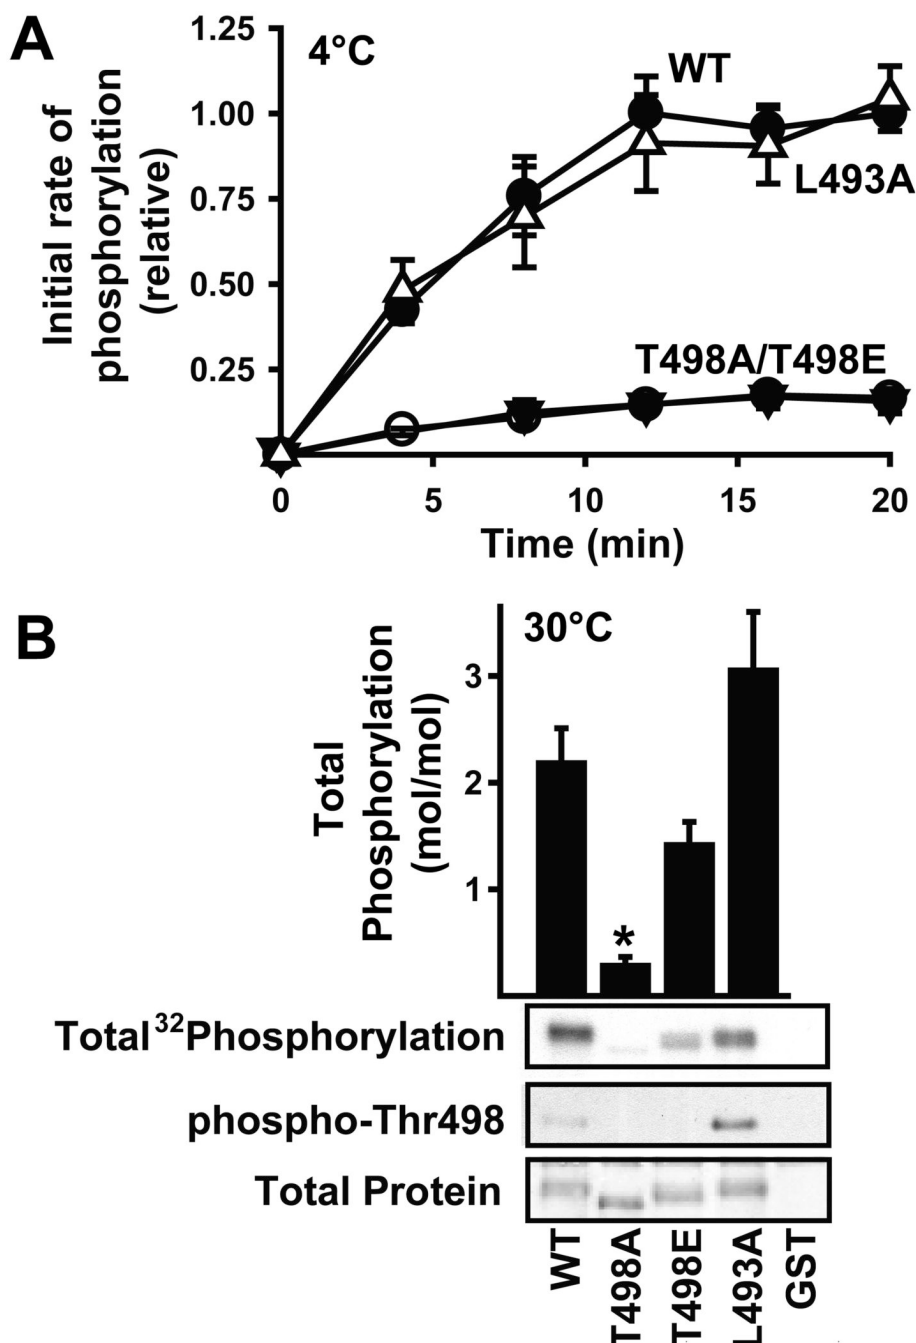 A
1.25
1.00
0.75
0.50
0.25
Initial rate of
phosphorylation
(relative)
4°C
WT
L493A
T498A/T498E
0
5
10
15
20
Time (min)
B
30°C
Total
Phosphorylation
(mol/mol)
3
2
1
*
Total ³²Phosphorylation
phospho-Thr498
Total Protein
WT
T498A
T498E
L493A
GST